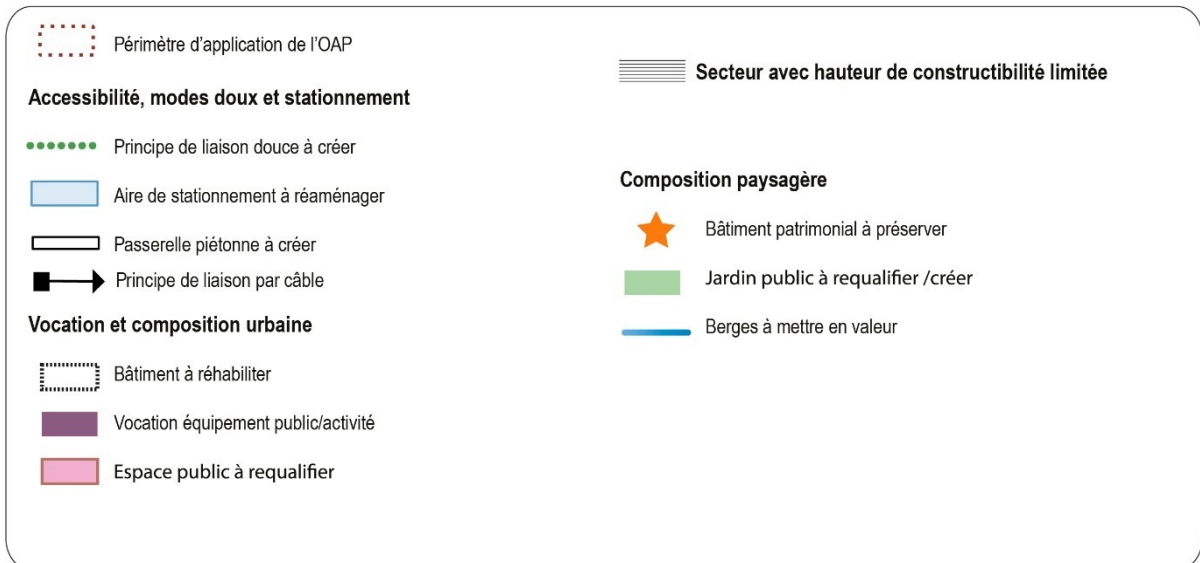 Périmètre d'application de l'OAP
Accessibilité, modes doux et stationnement
Principe de liaison douce à créer
Aire de stationnement à réaménager
Passerelle piétonne à créer
Principe de liaison par câble
Vocation et composition urbaine
Bâtiment à réhabiliter
Vocation équipement public/activité
Espace public à requalifier
Secteur avec hauteur de constructibilité limitée
Composition paysagère
Bâtiment patrimonial à préserver
Jardin public à requalifier /créer
Berges à mettre en valeur